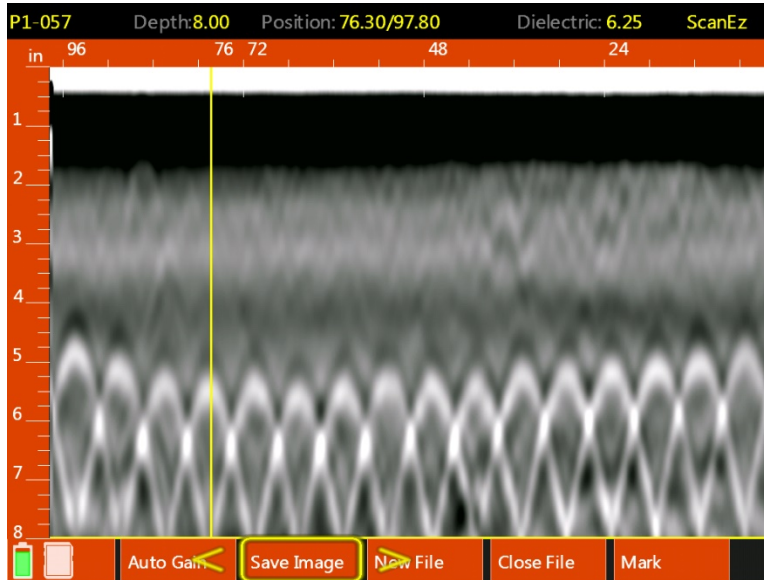 P1-057 Depth:8.00 Position: 76.30/97.80 Dielectric: 6.25 ScanEz
in 96 76 72 48 24
1
2
3
4
5
6
7
8
Auto Gain < Save Image > New File Close File Mark